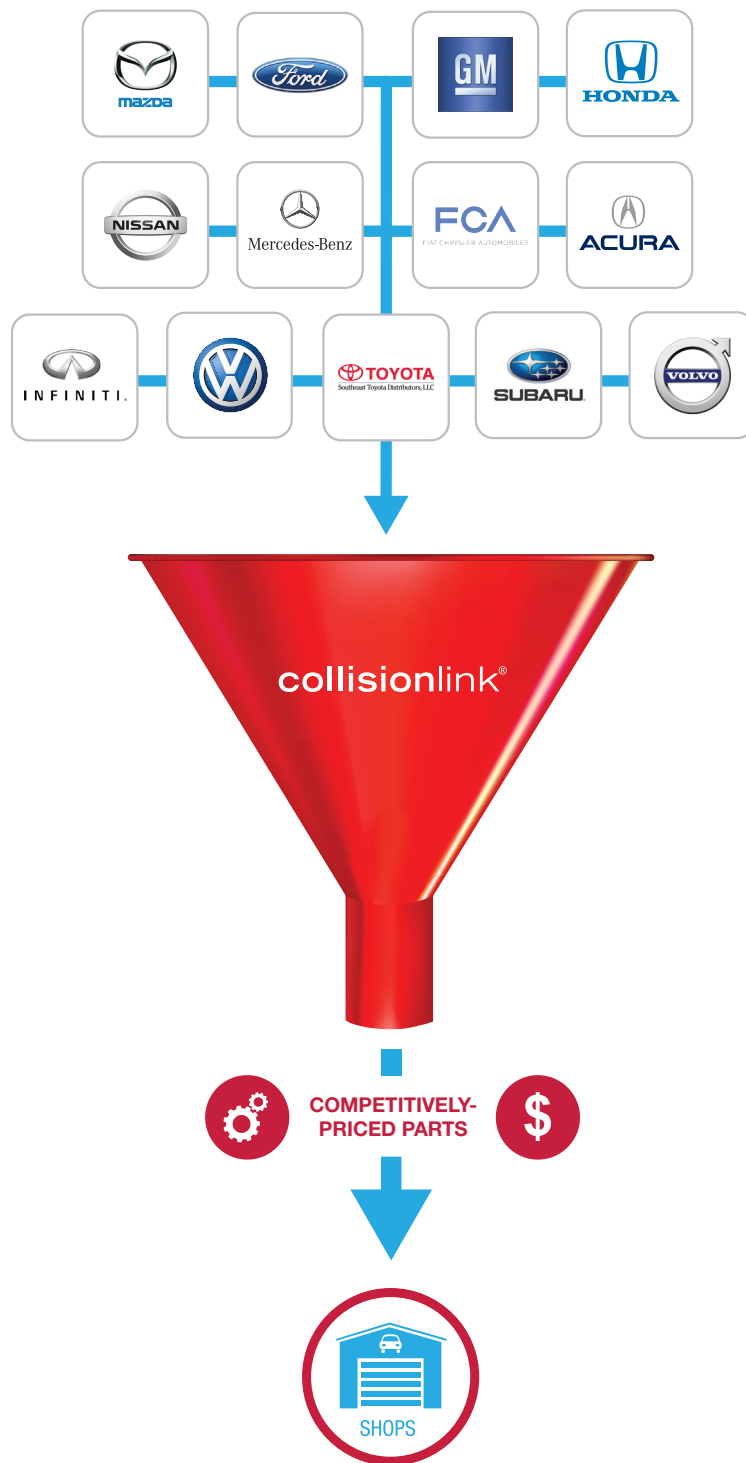 mazda
Ford
GM
HONDA
NISSAN
Mercedes-Benz
FCA
FIAT CHRYSLER AUTOMOBILES
ACURA
INFINITI.
VW
TOYOTA
Southeast Toyota Distributors, LLC
SUBARU.
VOLVO
collisionlink®
COMPETITIVELY-
PRICED PARTS
$
SHOPS